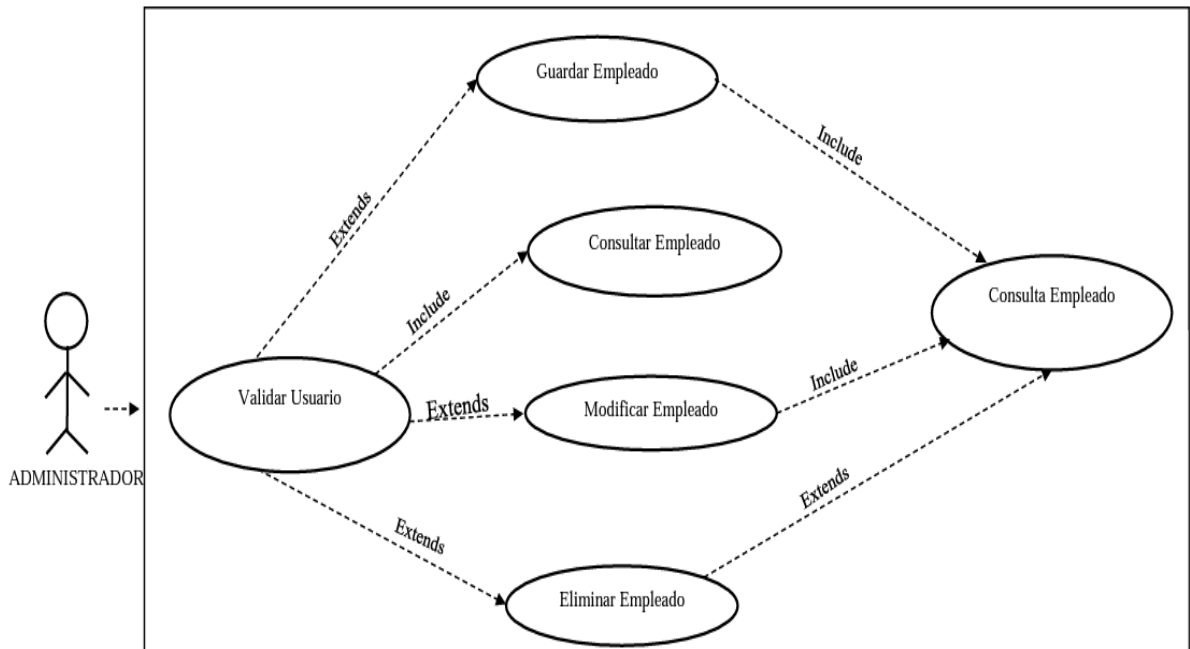 Guardar Empleado
Include
Extends
Consultar Empleado
Include
Consulta Empleado
Validar Usuario
Extends
Modificar Empleado
Include
ADMINISTRADOR
Extends
Extends
Eliminar Empleado